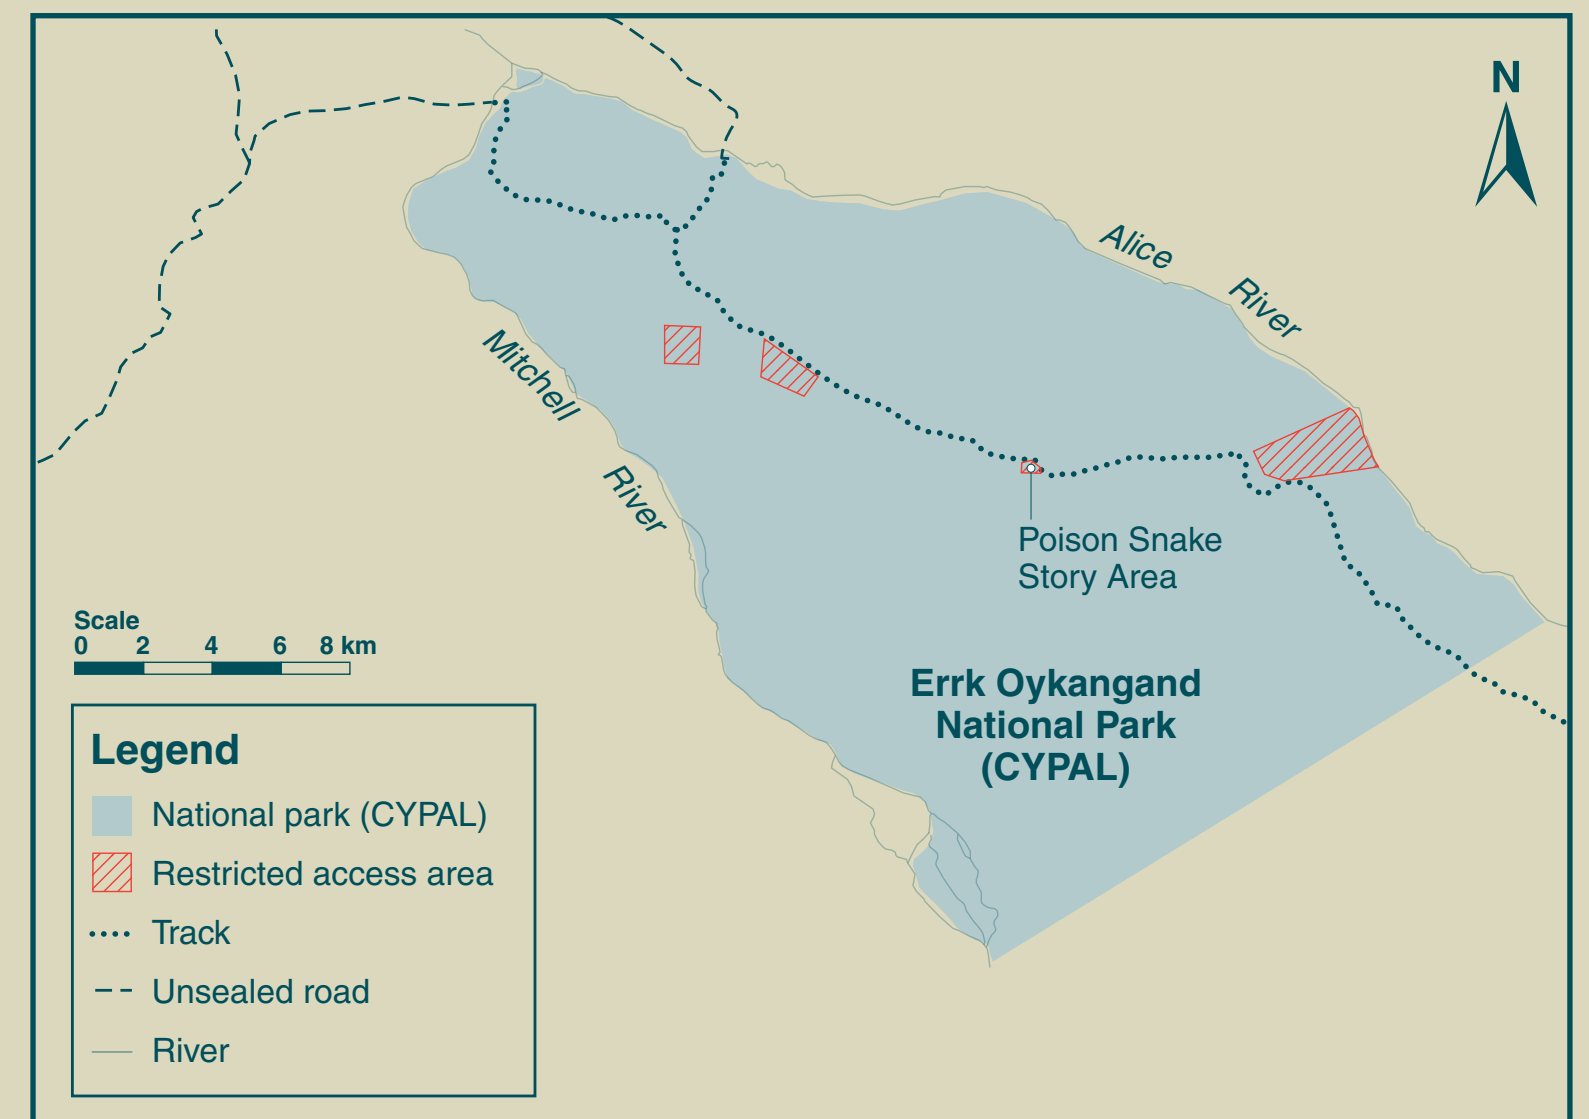 N
Alice
River
Mitchell
River
Poison Snake
Story Area
Errk Oykangand
National Park
(CYPAL)
Scale
0 2 4 6 8 km
Legend
National park (CYPAL)
Restricted access area
Track
Unsealed road
River